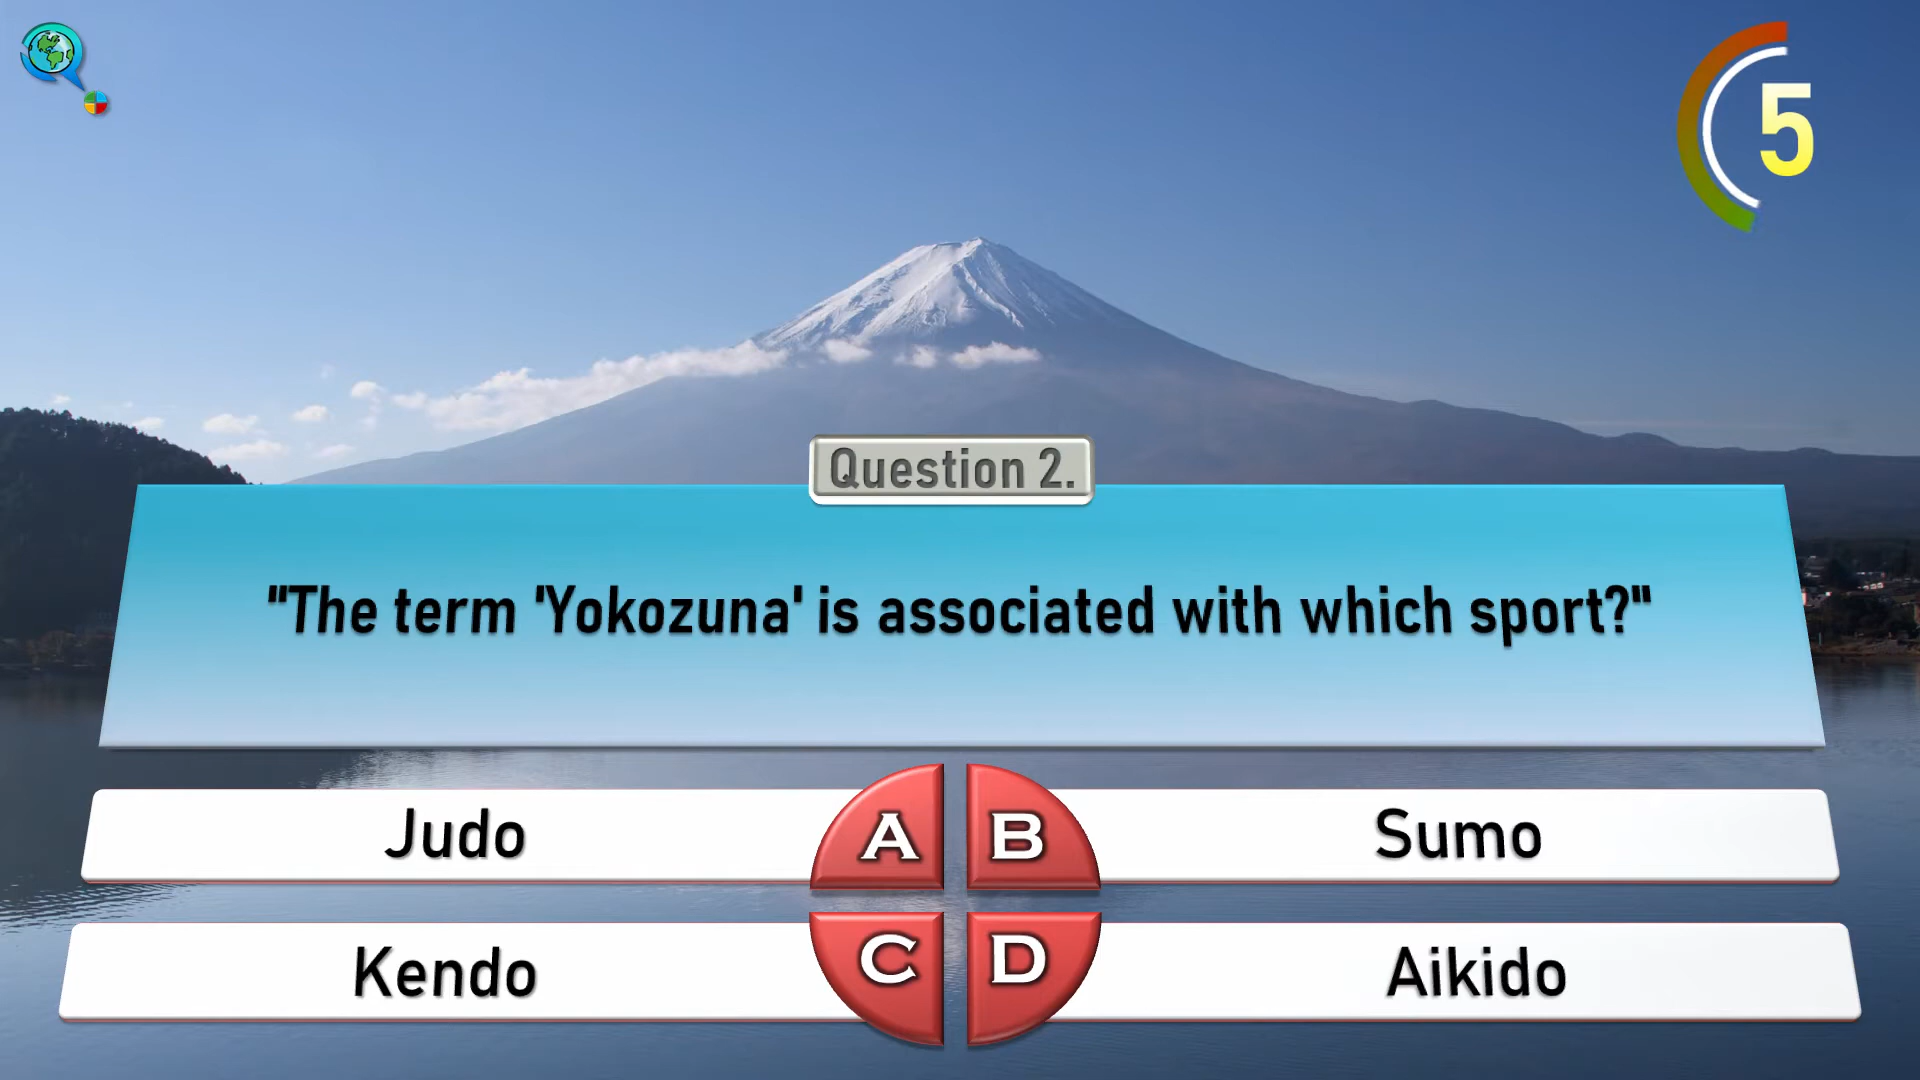 5
Question 2.
"The term 'Yokozuna' is associated with which sport?"
Judo
A
B
Sumo
Kendo
C
D
Aikido